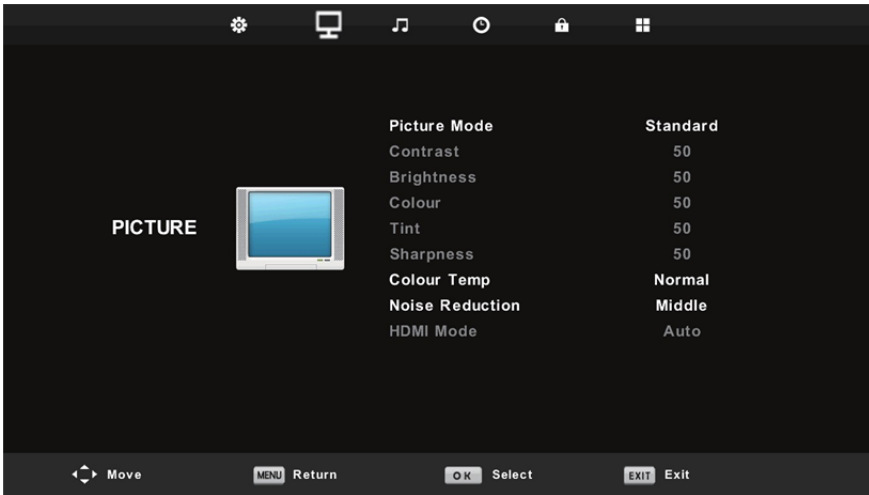 Picture Mode Standard
Contrast 50
Brightness 50
Colour 50
PICTURE
Tint 50
Sharpness 50
Colour Temp Normal
Noise Reduction Middle
HDMI Mode Auto
Move MENU Return OK Select EXIT Exit